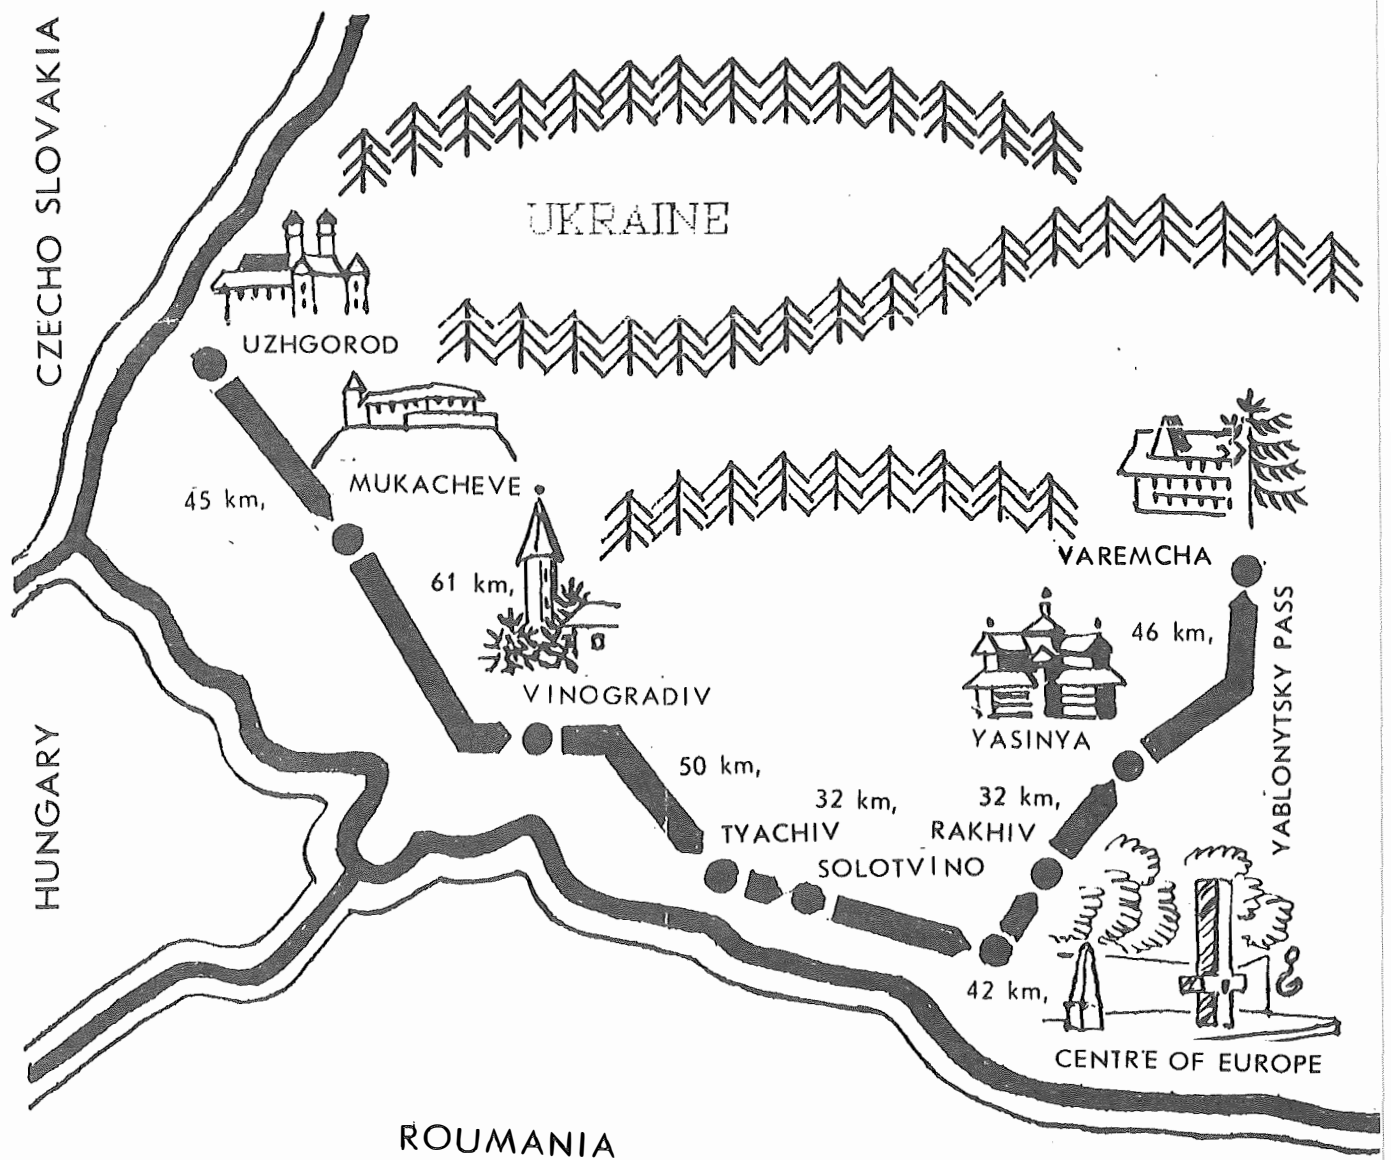 CZECHO SLOVAKIA
UKRAINE
UZHGOROD
MUKACHEVE
45 km,
61 km,
VINOGRADIV
VAREMCHA
46 km,
YABLONYTSKY PASS
YASINYA
50 km,
32 km,
32 km,
TYACHIV
RAKHIV
SOLOTVINO
HUNGARY
42 km,
CENTRE OF EUROPE
ROUMANIA